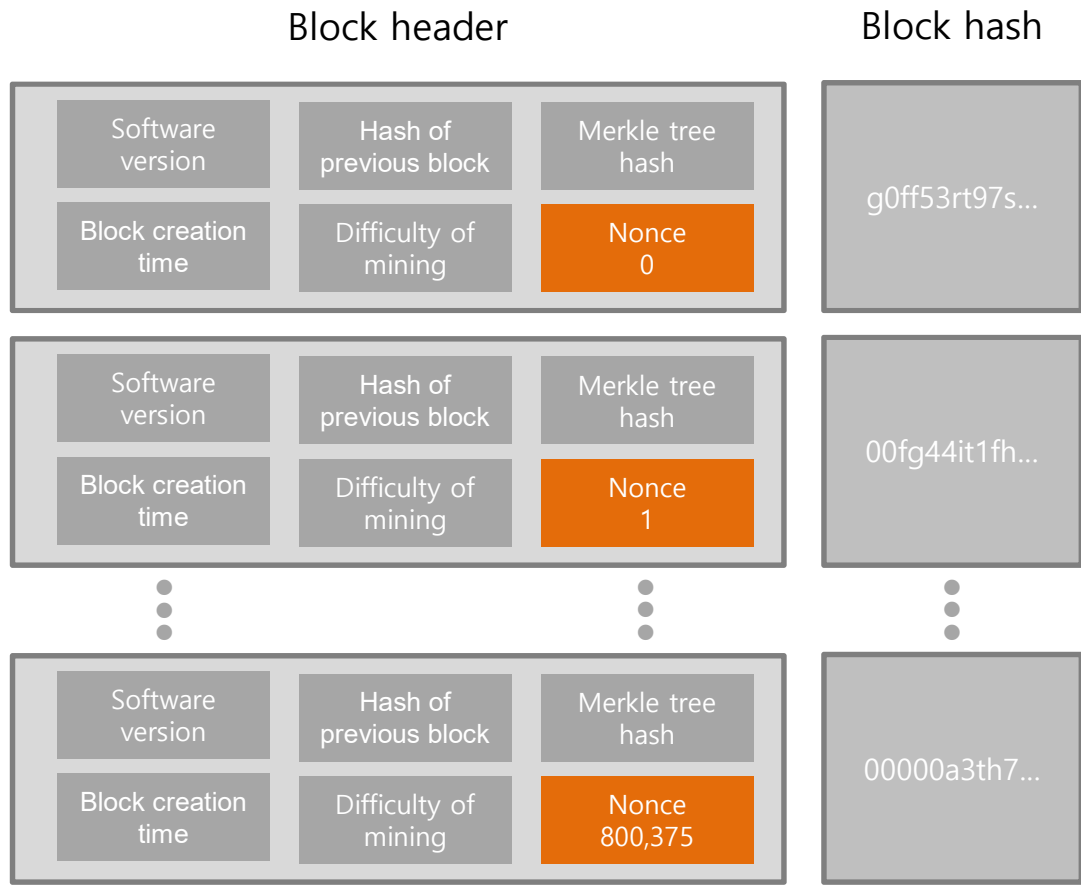 Block header
Block hash
Software
version
Hash of
previous block
Merkle tree
hash
Block creation
time
Difficulty of
mining
Nonce
0
g0ff53rt97s...
Software
version
Hash of
previous block
Merkle tree
hash
Block creation
time
Difficulty of
mining
Nonce
1
00fg44it1fh...
Software
version
Hash of
previous block
Merkle tree
hash
Block creation
time
Difficulty of
mining
Nonce
800,375
00000a3th7...